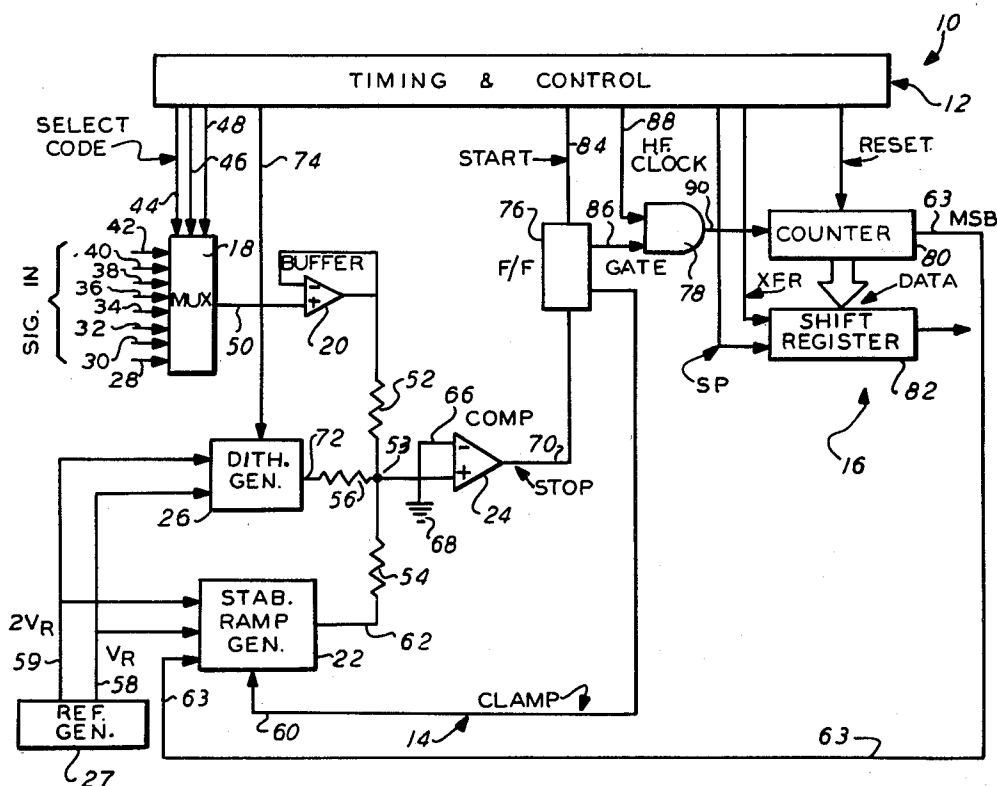 10
TIMING & CONTROL
12
SELECT
CODE
48
46
74
44
START
84
88
H.F.
CLOCK
RESET
63
MSB
42
40
38
36
34
32
30
28
SIG. IN
18
MUX
50
BUFFER
20
76
F/F
86
GATE
90
78
COUNTER
80
XFR
DATA
SHIFT
REGISTER
82
SP
16
52
66
COMP
53
70
STOP
24
68
72
DITH.
GEN.
26
56
54
STAB.
RAMP
GEN.
22
62
2VR
59
VR
58
63
60
CLAMP
14
63
REF.
GEN.
27